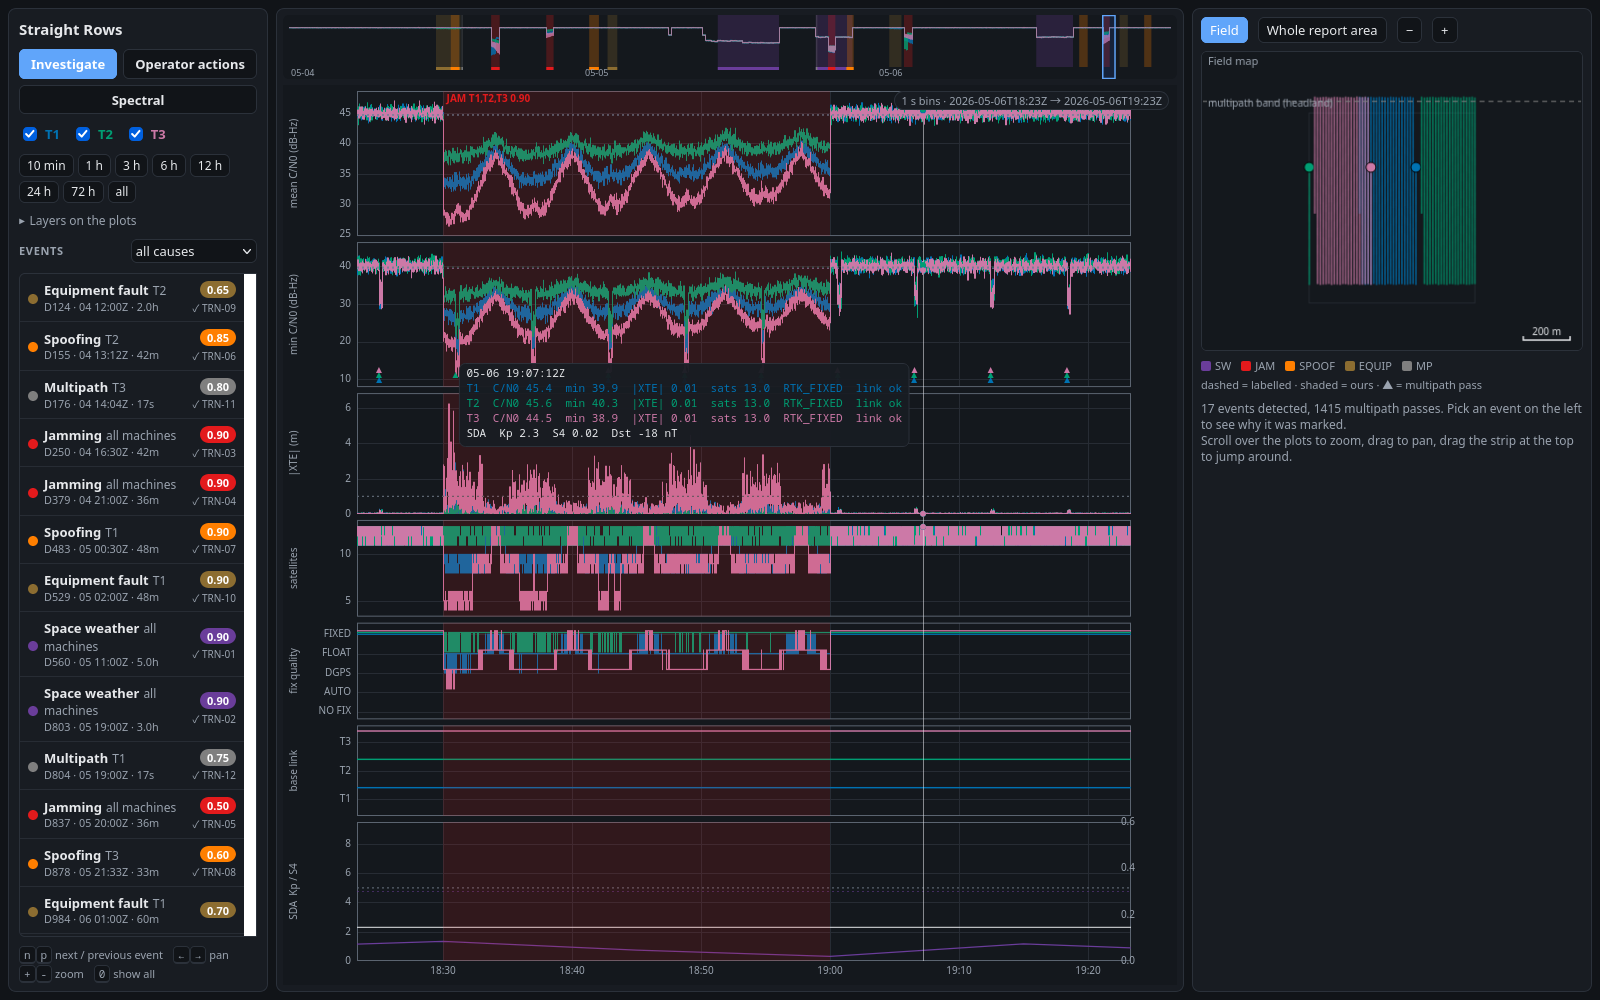 Straight Rows
Investigate
Operator actions
Spectral
T1
T2
T3
10 min
1 h
3 h
6 h
12 h
24 h
72 h
all
▸ Layers on the plots
EVENTS
all causes
Equipment fault T2
0.65
D124 · 04 12:00Z · 2.0h
✓ TRN-09
Spoofing T2
0.85
D155 · 04 13:12Z · 42m
✓ TRN-06
Multipath T3
0.80
D176 · 04 14:04Z · 17s
✓ TRN-11
Jamming all machines
0.90
D250 · 04 16:30Z · 42m
✓ TRN-03
Jamming all machines
0.90
D379 · 04 21:00Z · 36m
✓ TRN-04
Spoofing T1
0.90
D483 · 05 00:30Z · 48m
✓ TRN-07
Equipment fault T1
0.90
D529 · 05 02:00Z · 48m
✓ TRN-10
Space weather all
machines
0.90
D560 · 05 11:00Z · 5.0h
✓ TRN-01
Space weather all
machines
0.90
D803 · 05 19:00Z · 3.0h
✓ TRN-02
Multipath T1
0.75
D804 · 05 19:00Z · 17s
✓ TRN-12
Jamming all machines
0.50
D837 · 05 20:00Z · 36m
✓ TRN-05
Spoofing T3
0.60
D878 · 05 21:33Z · 33m
✓ TRN-08
Equipment fault T1
0.70
D984 · 06 01:00Z · 60m
n p next / previous event ← → pan
+ - zoom 0 show all
05-04
05-05
05-06
JAM T1,T2,T3 0.90
1 s bins · 2026-05-06T18:23Z → 2026-05-06T19:23Z
mean C/N0 (dB-Hz)
45
40
35
30
25
min C/N0 (dB-Hz)
40
30
20
10
05-06 19:07:12Z
T1 C/N0 45.4 min 39.9 |XTE| 0.01 sats 13.0 RTK_FIXED link ok
T2 C/N0 45.6 min 40.3 |XTE| 0.01 sats 13.0 RTK_FIXED link ok
T3 C/N0 44.5 min 38.9 |XTE| 0.01 sats 13.0 RTK_FIXED link ok
SDA Kp 2.3 S4 0.02 Dst -18 nT
|XTE| (m)
6
4
2
0
satellites
10
5
fix quality
FIXED
FLOAT
DGPS
AUTO
NO FIX
base link
T3
T2
T1
SDA Kp / S4
8
6
4
2
0
0.6
0.4
0.2
0.0
18:30
18:40
18:50
19:00
19:10
19:20
Field
Whole report area
−
+
Field map
multipath band (headland)
200 m
SW
JAM
SPOOF
EQUIP
MP
dashed = labelled · shaded = ours · ▲ = multipath pass
17 events detected, 1415 multipath passes. Pick an event on the left
to see why it was marked.
Scroll over the plots to zoom, drag to pan, drag the strip at the top
to jump around.